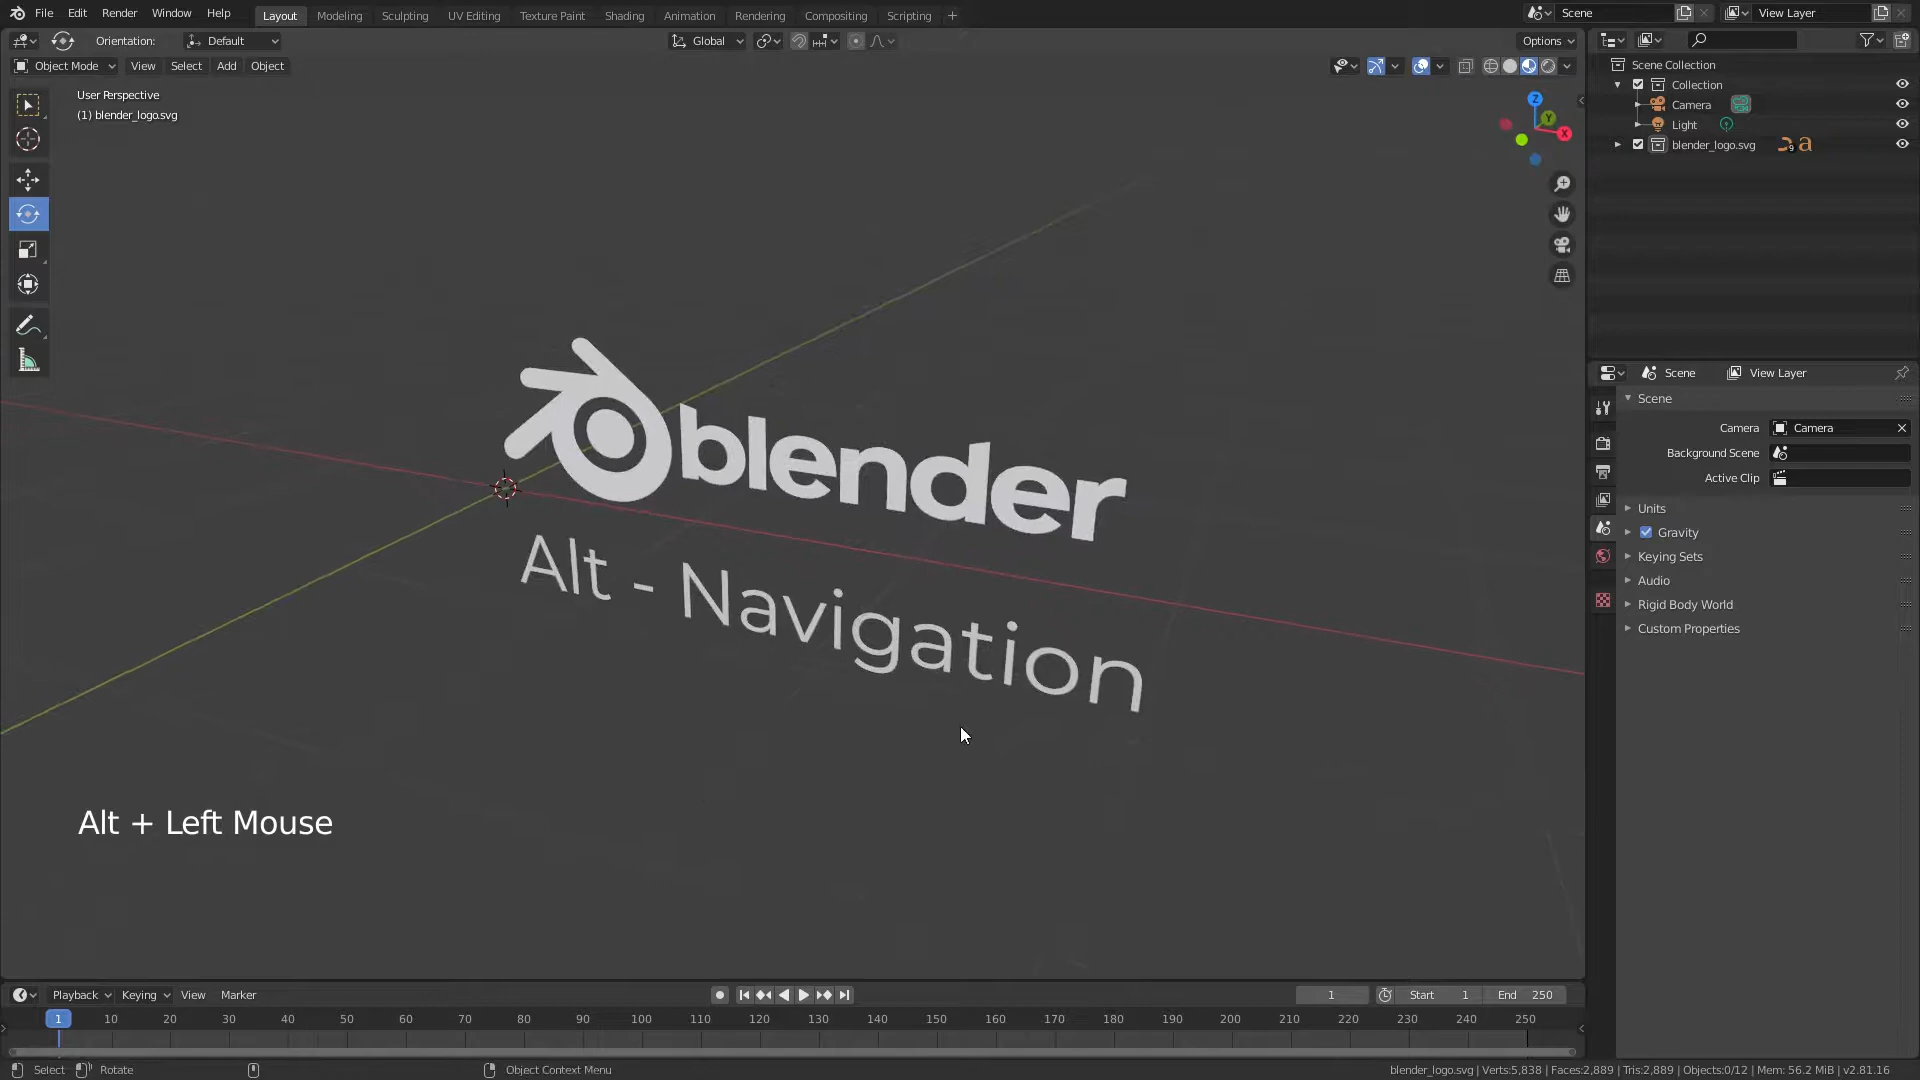 File Edit Render Window Help Layout Modeling Sculpting UV Editing Texture Paint Shading Animation Rendering Compositing Scripting + Scene View Layer
Orientation: Default Global Options
Object Mode View Select Add Object
User Perspective
(1) blender_logo.svg
Z
Y
X
Scene Collection
Collection
Camera
Light
blender_logo.svg 9 a
blender
Alt - Navigation
Alt + Left Mouse
Scene View Layer
Scene
Camera Camera
Background Scene
Active Clip
Units
Gravity
Keying Sets
Audio
Rigid Body World
Custom Properties
Playback Keying View Marker 1 Start 1 End 250
1 10 20 30 40 50 60 70 80 90 100 110 120 130 140 150 160 170 180 190 200 210 220 230 240 250
Select Rotate Object Context Menu blender_logo.svg | Verts:5,838 | Faces:2,889 | Tris:2,889 | Objects:0/12 | Mem: 56.2 MiB | v2.81.16